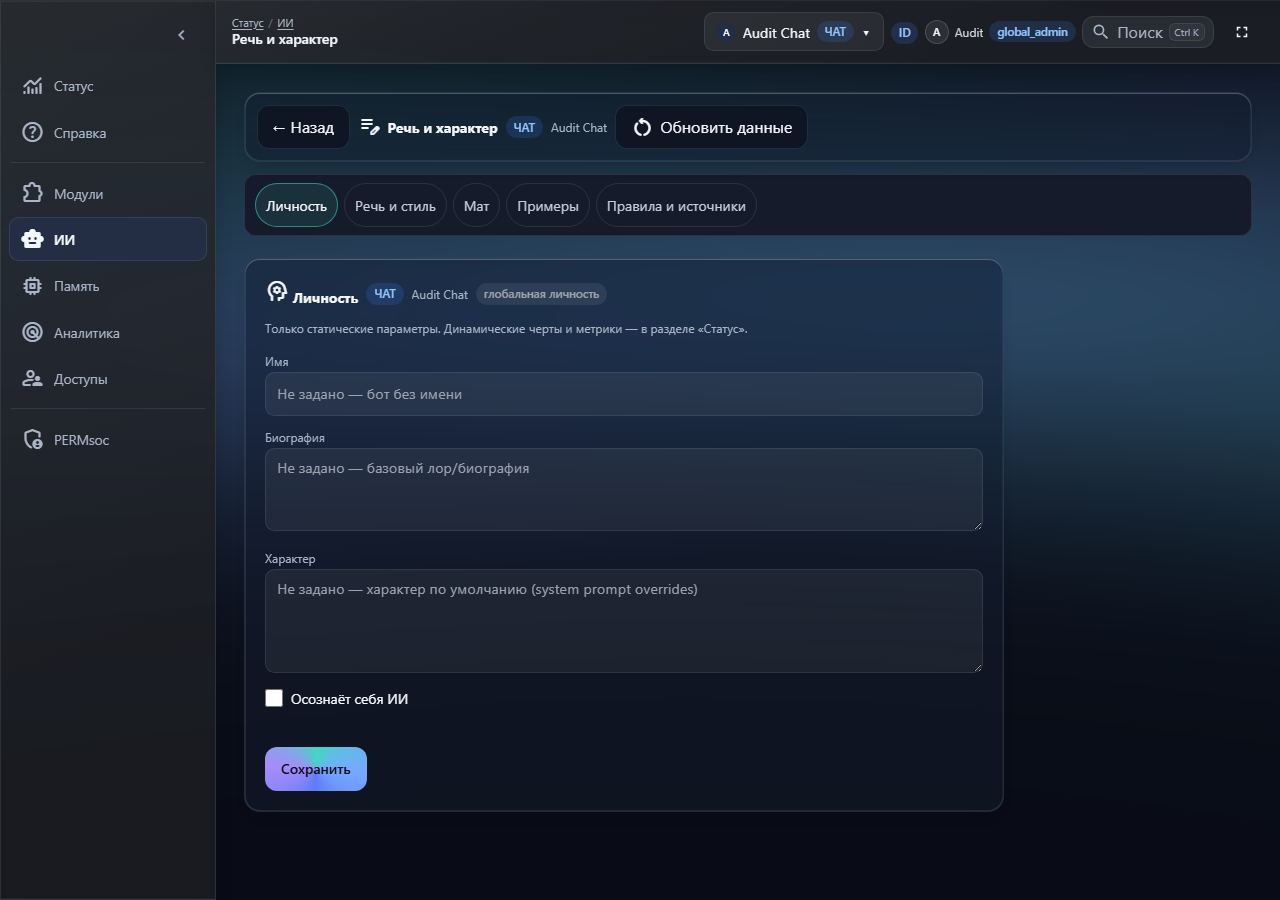 Статус / ИИ
Речь и характер
A Audit Chat ЧАТ ▾
ID
A Audit global_admin
Поиск Ctrl K
Статус
Справка
Модули
ИИ
Память
Аналитика
Доступы
PERMsoc
← Назад
Речь и характер ЧАТ Audit Chat
Обновить данные
Личность
Речь и стиль
Мат
Примеры
Правила и источники
Личность ЧАТ Audit Chat глобальная личность
Только статические параметры. Динамические черты и метрики — в разделе «Статус».
Имя
Не задано — бот без имени
Биография
Не задано — базовый лор/биография
Характер
Не задано — характер по умолчанию (system prompt overrides)
Осознаёт себя ИИ
Сохранить